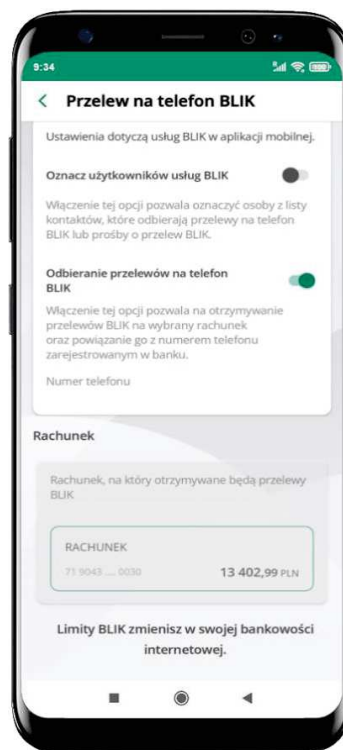 9:34
Przelew na telefon BLIK
Ustawienia dotyczą usług BLIK w aplikacji mobilnej.
Oznacz użytkowników usług BLIK
Włączenie tej opcji pozwala oznaczyć osoby z listy
kontaktów, które odbierają przelewy na telefon
BLIK lub prośby o przelew BLIK.
Odbieranie przelewów na telefon
BLIK
Włączenie tej opcji pozwala na otrzymywanie
przelewów BLIK na wybrany rachunek
oraz powiązanie go z numerem telefonu
zarejestrowanym w banku.
Numer telefonu
Rachunek
Rachunek, na który otrzymywane będą przelewy
BLIK
RACHUNEK
71 9043 .... 0030 13 402,99 PLN
Limity BLIK zmienisz w swojej bankowości
internetowej.